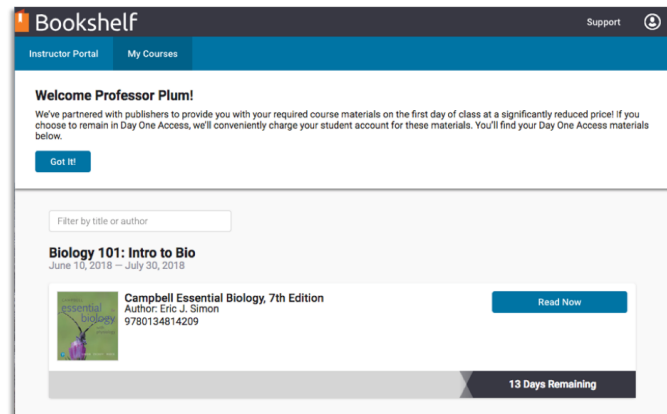 Bookshelf
Support
Instructor Portal
My Courses
Welcome Professor Plum!
We've partnered with publishers to provide you with your required course materials on the first day of class at a significantly reduced price! If you
choose to remain in Day One Access, we'll conveniently charge your student account for these materials. You'll find your Day One Access materials
below.
Got It!
Filter by title or author
Biology 101: Intro to Bio
June 10, 2018 — July 30, 2018
essential
biology
Campbell Essential Biology, 7th Edition
Author: Eric J. Simon
9780134814209
Read Now
13 Days Remaining